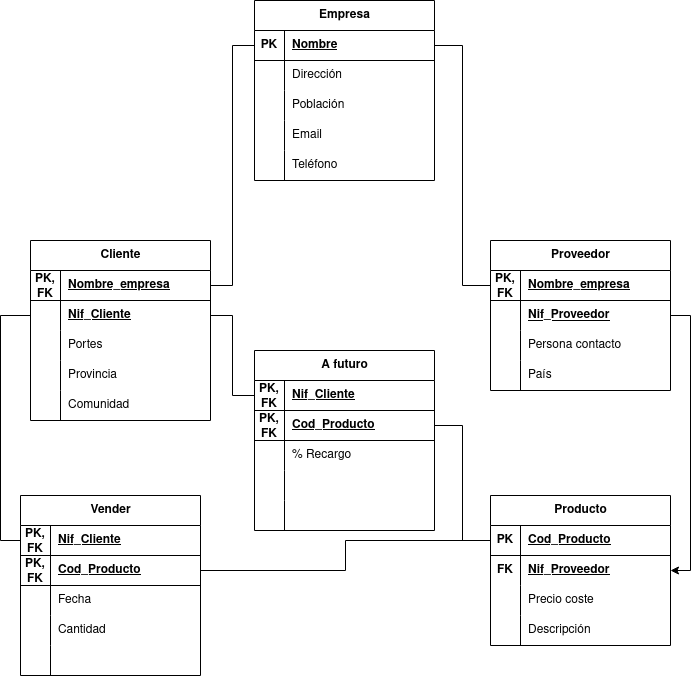 Empresa
PK Nombre
Dirección
Población
Email
Teléfono
Cliente
PK, FK Nombre_empresa
Nif_Cliente
Portes
Provincia
Comunidad
Proveedor
PK, FK Nombre_empresa
Nif_Proveedor
Persona contacto
País
A futuro
PK, FK Nif_Cliente
PK, FK Cod_Producto
% Recargo
Vender
PK, FK Nif_Cliente
PK, FK Cod_Producto
Fecha
Cantidad
Producto
PK Cod_Producto
FK Nif_Proveedor
Precio coste
Descripción